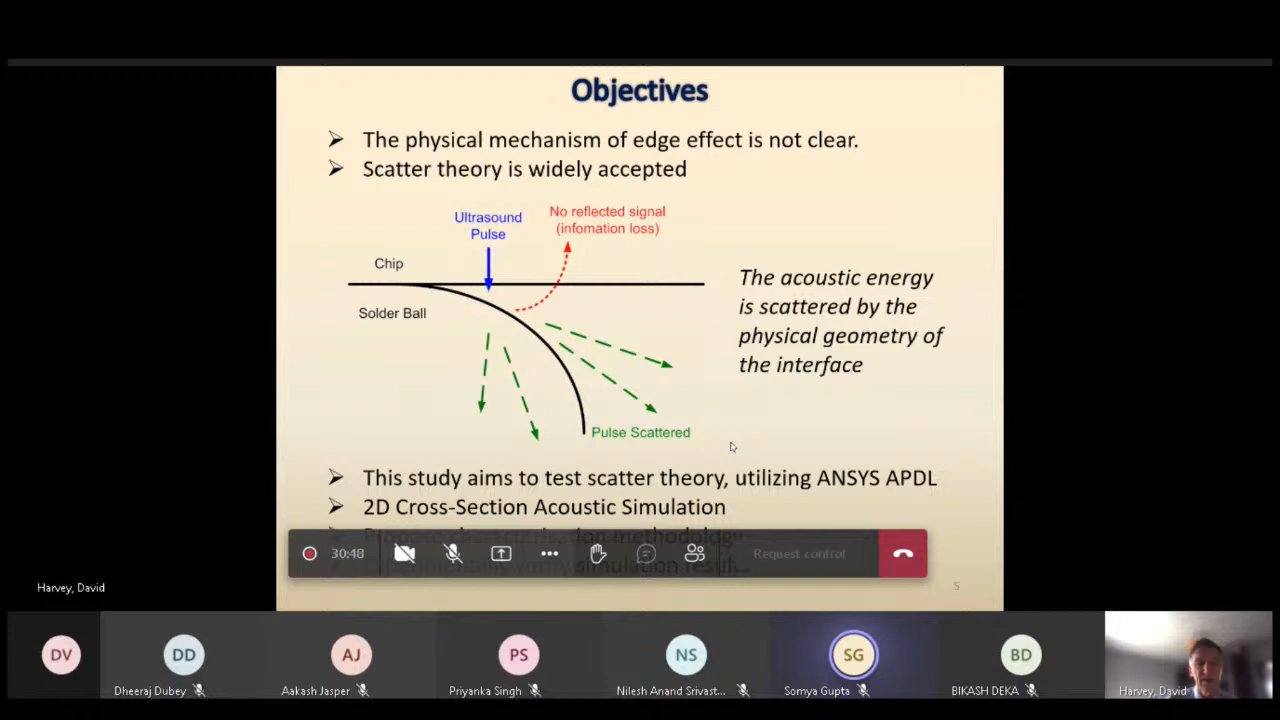 Objectives
The physical mechanism of edge effect is not clear.
Scatter theory is widely accepted
Ultrasound
Pulse
No reflected signal
(infomation loss)
Chip
Solder Ball
The acoustic energy
is scattered by the
physical geometry of
the interface
Pulse Scattered
This study aims to test scatter theory, utilizing ANSYS APDL
2D Cross-Section Acoustic Simulation
Propose characterisation methodology
30:48
Request control
simulation
5
Harvey, David
DV
DD
AJ
PS
NS
SG
BD
Dheeraj Dubey
Aakash Jasper
Priyanka Singh
Nilesh Anand Srivast...
Somya Gupta
BIKASH DEKA
Harvey, David